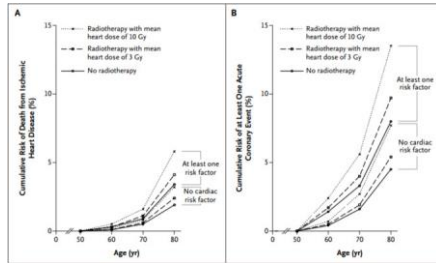 A
Radiotherapy with mean
heart dose of 10 Gy
Radiotherapy with mean
heart dose of 3 Gy
No radiotherapy
Cumulative Risk of Death from Ischemic
Heart Disease (%)
15
10
5
0
At least one
risk factor
No cardiac
risk factor
0
50
60
70
80
Age (yr)
B
Radiotherapy with mean
heart dose of 10 Gy
Radiotherapy with mean
heart dose of 3 Gy
No radiotherapy
Cumulative Risk of at Least One Acute
Coronary Event (%)
15
10
5
0
At least one
risk factor
No cardiac
risk factor
0
50
60
70
80
Age (yr)